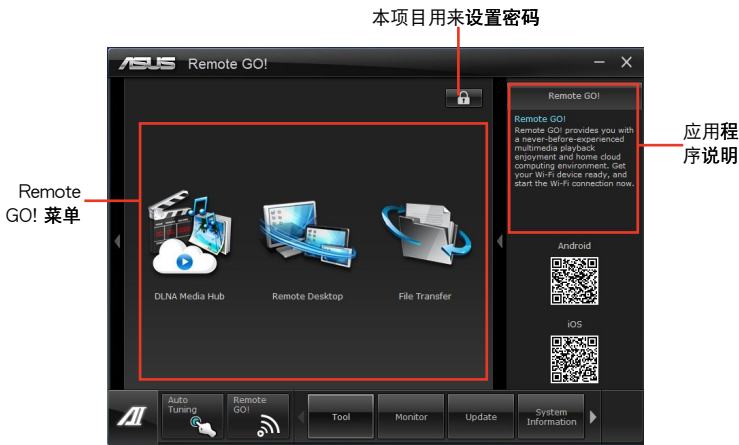 本项目用来设置密码
ASUS Remote GO!
Remote GO!
Remote GO!
Remote GO! provides you with
a never-before-experienced
multimedia playback
enjoyment and home cloud
computing environment. Get
your Wi-Fi device ready, and
start the Wi-Fi connection now.
应用程
序说明
Remote
GO! 菜单
DLNA Media Hub
Remote Desktop
File Transfer
Android
iOS
AI
Auto
Tuning
Remote
GO!
Tool
Monitor
Update
System
Information